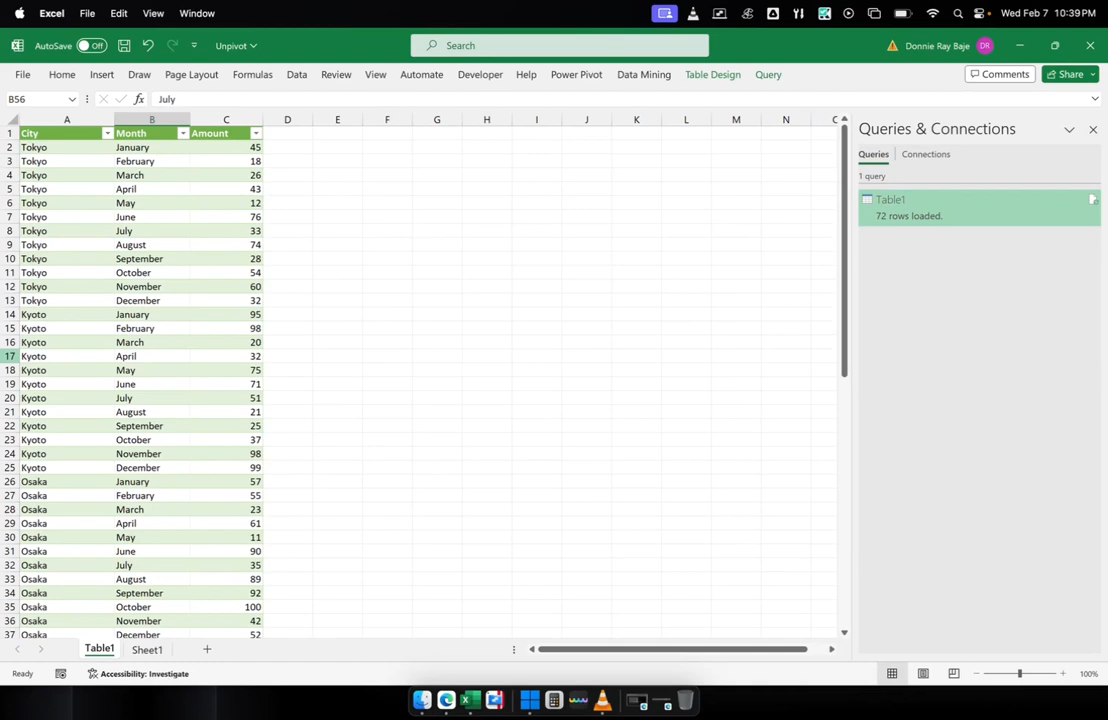 Excel File Edit View Window Wed Feb 7 10:39 PM
AutoSave Off Unpivot Search Donnie Ray Baje DR
File Home Insert Draw Page Layout Formulas Data Review View Automate Developer Help Power Pivot Data Mining Table Design Query Comments Share
B56 fx July
A B C D E F G H I J K L M N
1 City Month Amount
2 Tokyo January 45
3 Tokyo February 18
4 Tokyo March 26
5 Tokyo April 43
6 Tokyo May 12
7 Tokyo June 76
8 Tokyo July 33
9 Tokyo August 74
10 Tokyo September 28
11 Tokyo October 54
12 Tokyo November 60
13 Tokyo December 32
14 Kyoto January 95
15 Kyoto February 98
16 Kyoto March 20
17 Kyoto April 32
18 Kyoto May 75
19 Kyoto June 71
20 Kyoto July 51
21 Kyoto August 21
22 Kyoto September 25
23 Kyoto October 37
24 Kyoto November 98
25 Kyoto December 99
26 Osaka January 57
27 Osaka February 55
28 Osaka March 23
29 Osaka April 61
30 Osaka May 11
31 Osaka June 90
32 Osaka July 35
33 Osaka August 89
34 Osaka September 92
35 Osaka October 100
36 Osaka November 42
37 Osaka December 52
Queries & Connections
Queries Connections
1 query
Table1
72 rows loaded.
Table1 Sheet1
Ready Accessibility: Investigate 100%